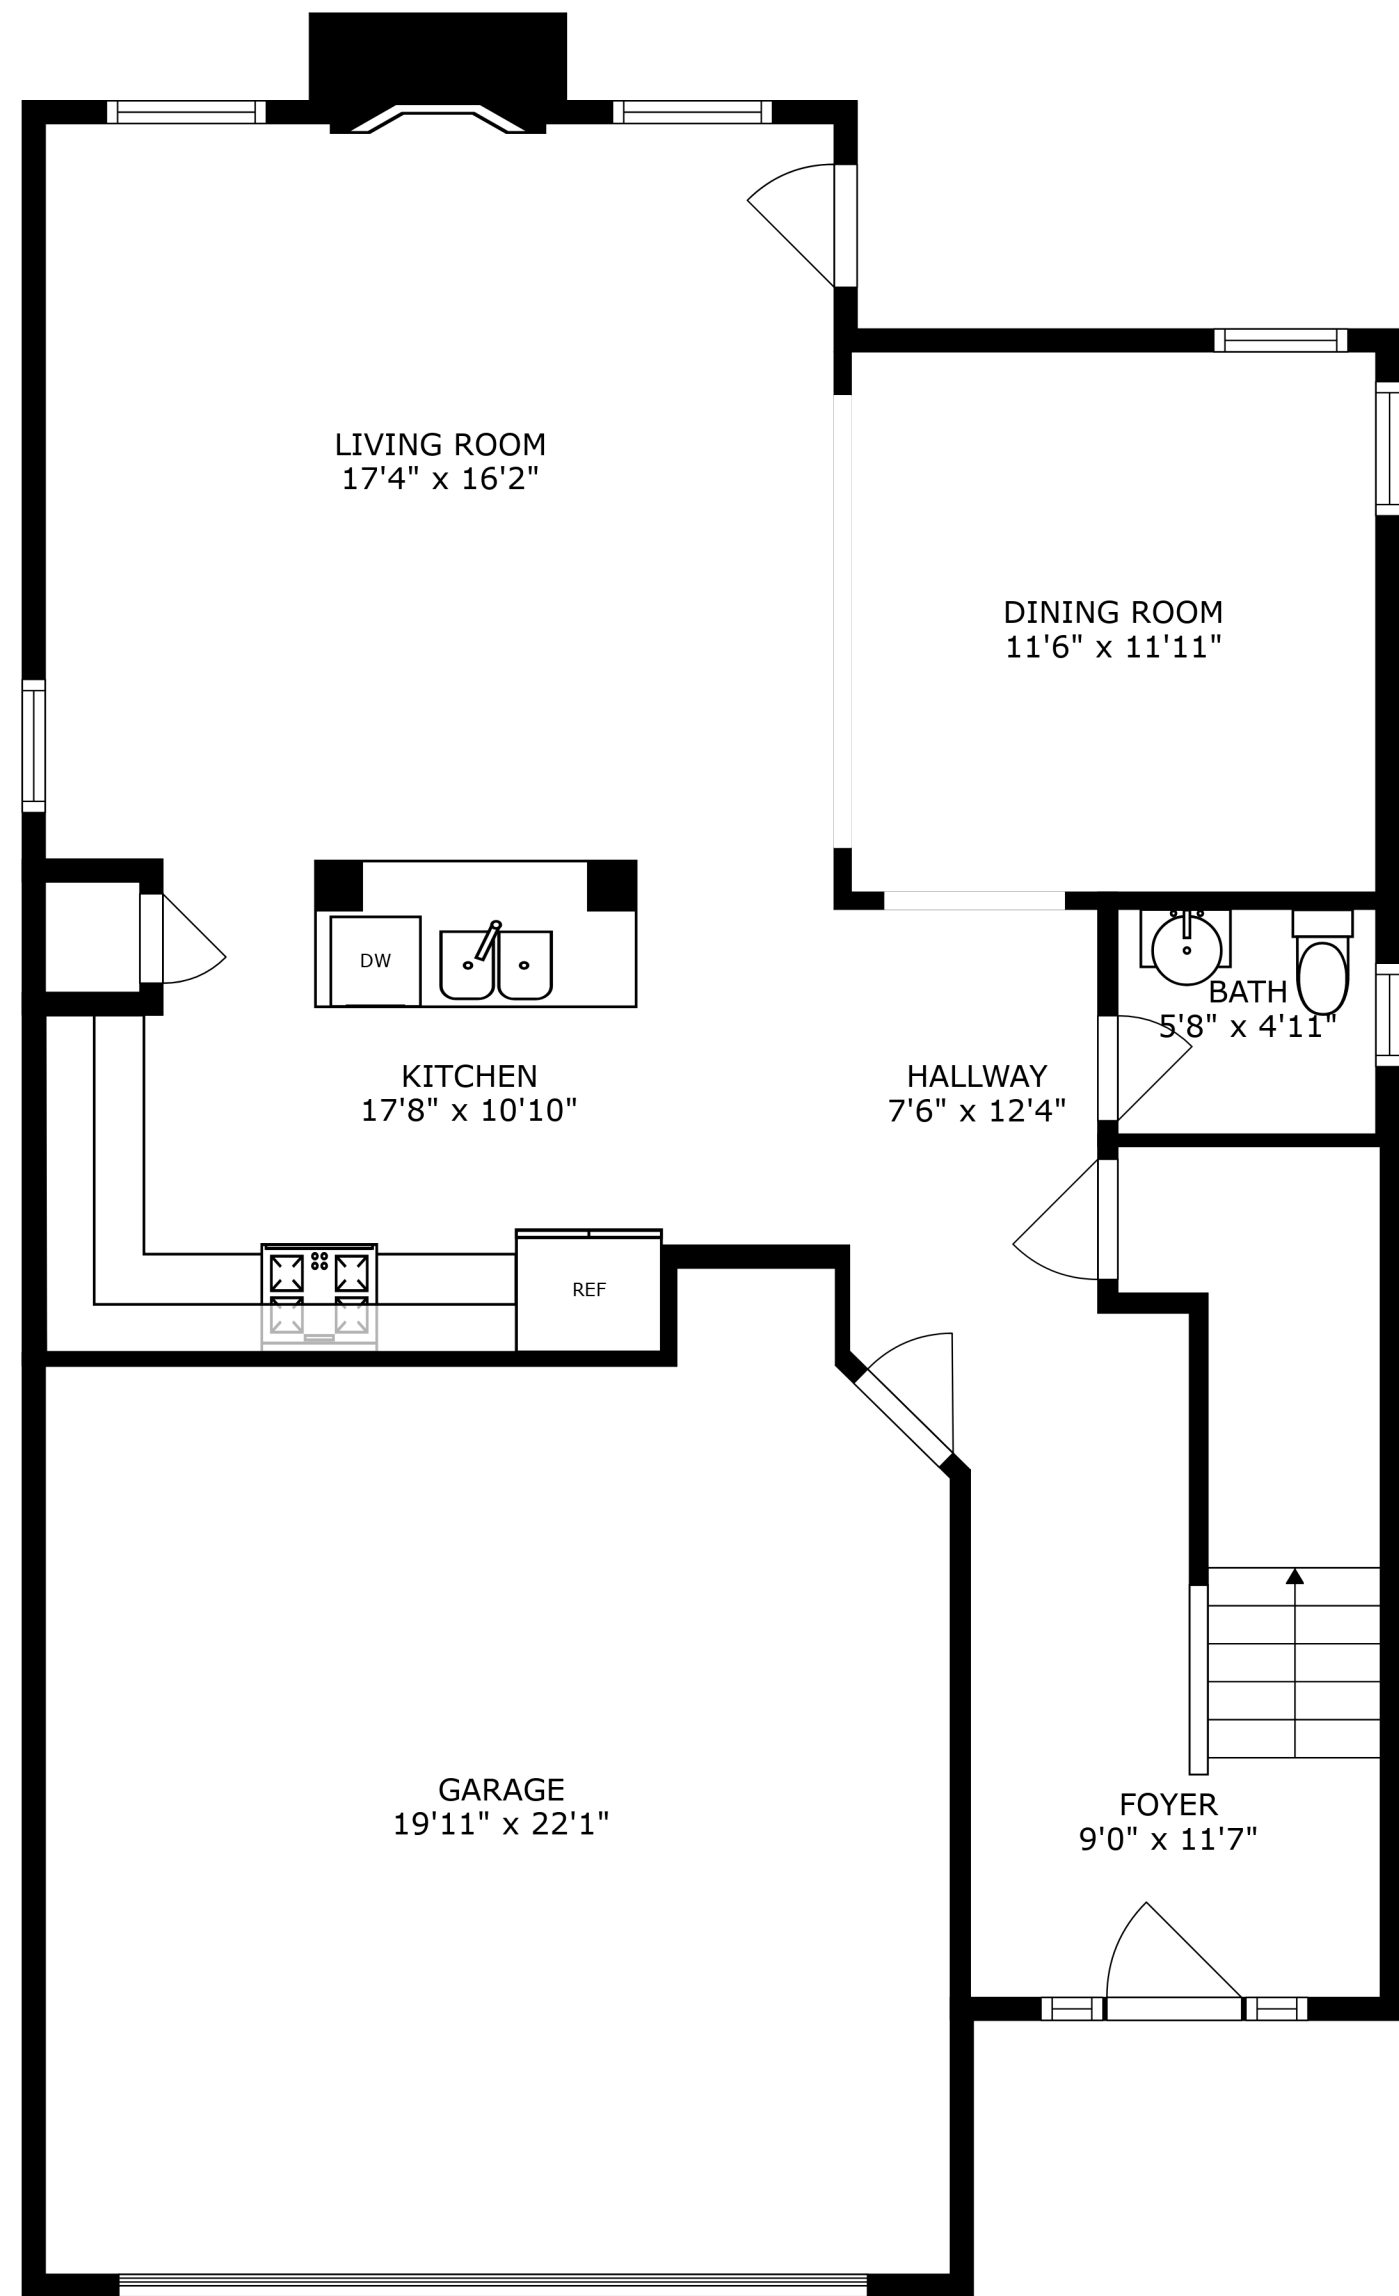 LIVING ROOM
17'4" x 16'2"
DINING ROOM
11'6" x 11'11"
DW
BATH
5'8" x 4'11"
KITCHEN
17'8" x 10'10"
HALLWAY
7'6" x 12'4"
REF
GARAGE
19'11" x 22'1"
FOYER
9'0" x 11'7"